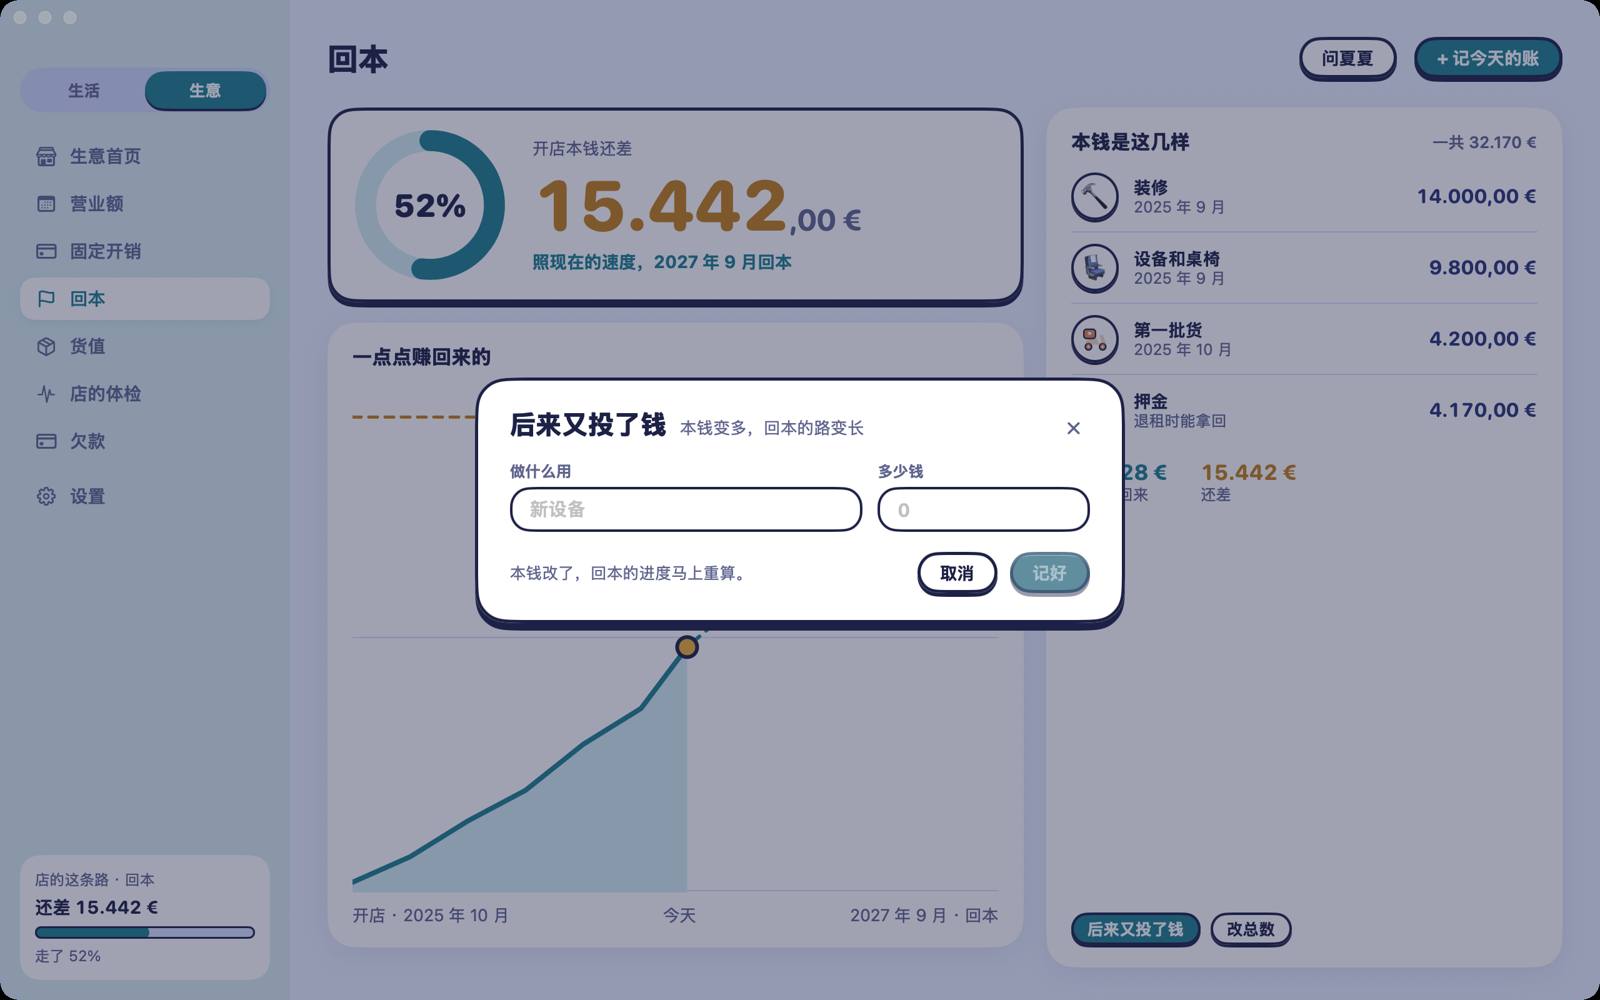 生活
生意
生意首页
营业额
固定开销
回本
货值
店的体检
欠款
设置
店的这条路 · 回本
还差 15.442 €
走了 52%
回本
问夏夏
+ 记今天的账
52%
开店本钱还差
15.442,00 €
照现在的速度，2027 年 9 月回本
一点点赚回来的
开店 · 2025 年 10 月
今天
2027 年 9 月 · 回本
本钱是这几样
一共 32.170 €
装修
2025 年 9 月
14.000,00 €
设备和桌椅
2025 年 9 月
9.800,00 €
第一批货
2025 年 10 月
4.200,00 €
押金
退租时能拿回
4.170,00 €
28 €
回来
15.442 €
还差
后来又投了钱
改总数
后来又投了钱
本钱变多，回本的路变长
做什么用
新设备
多少钱
0
本钱改了，回本的进度马上重算。
取消
记好